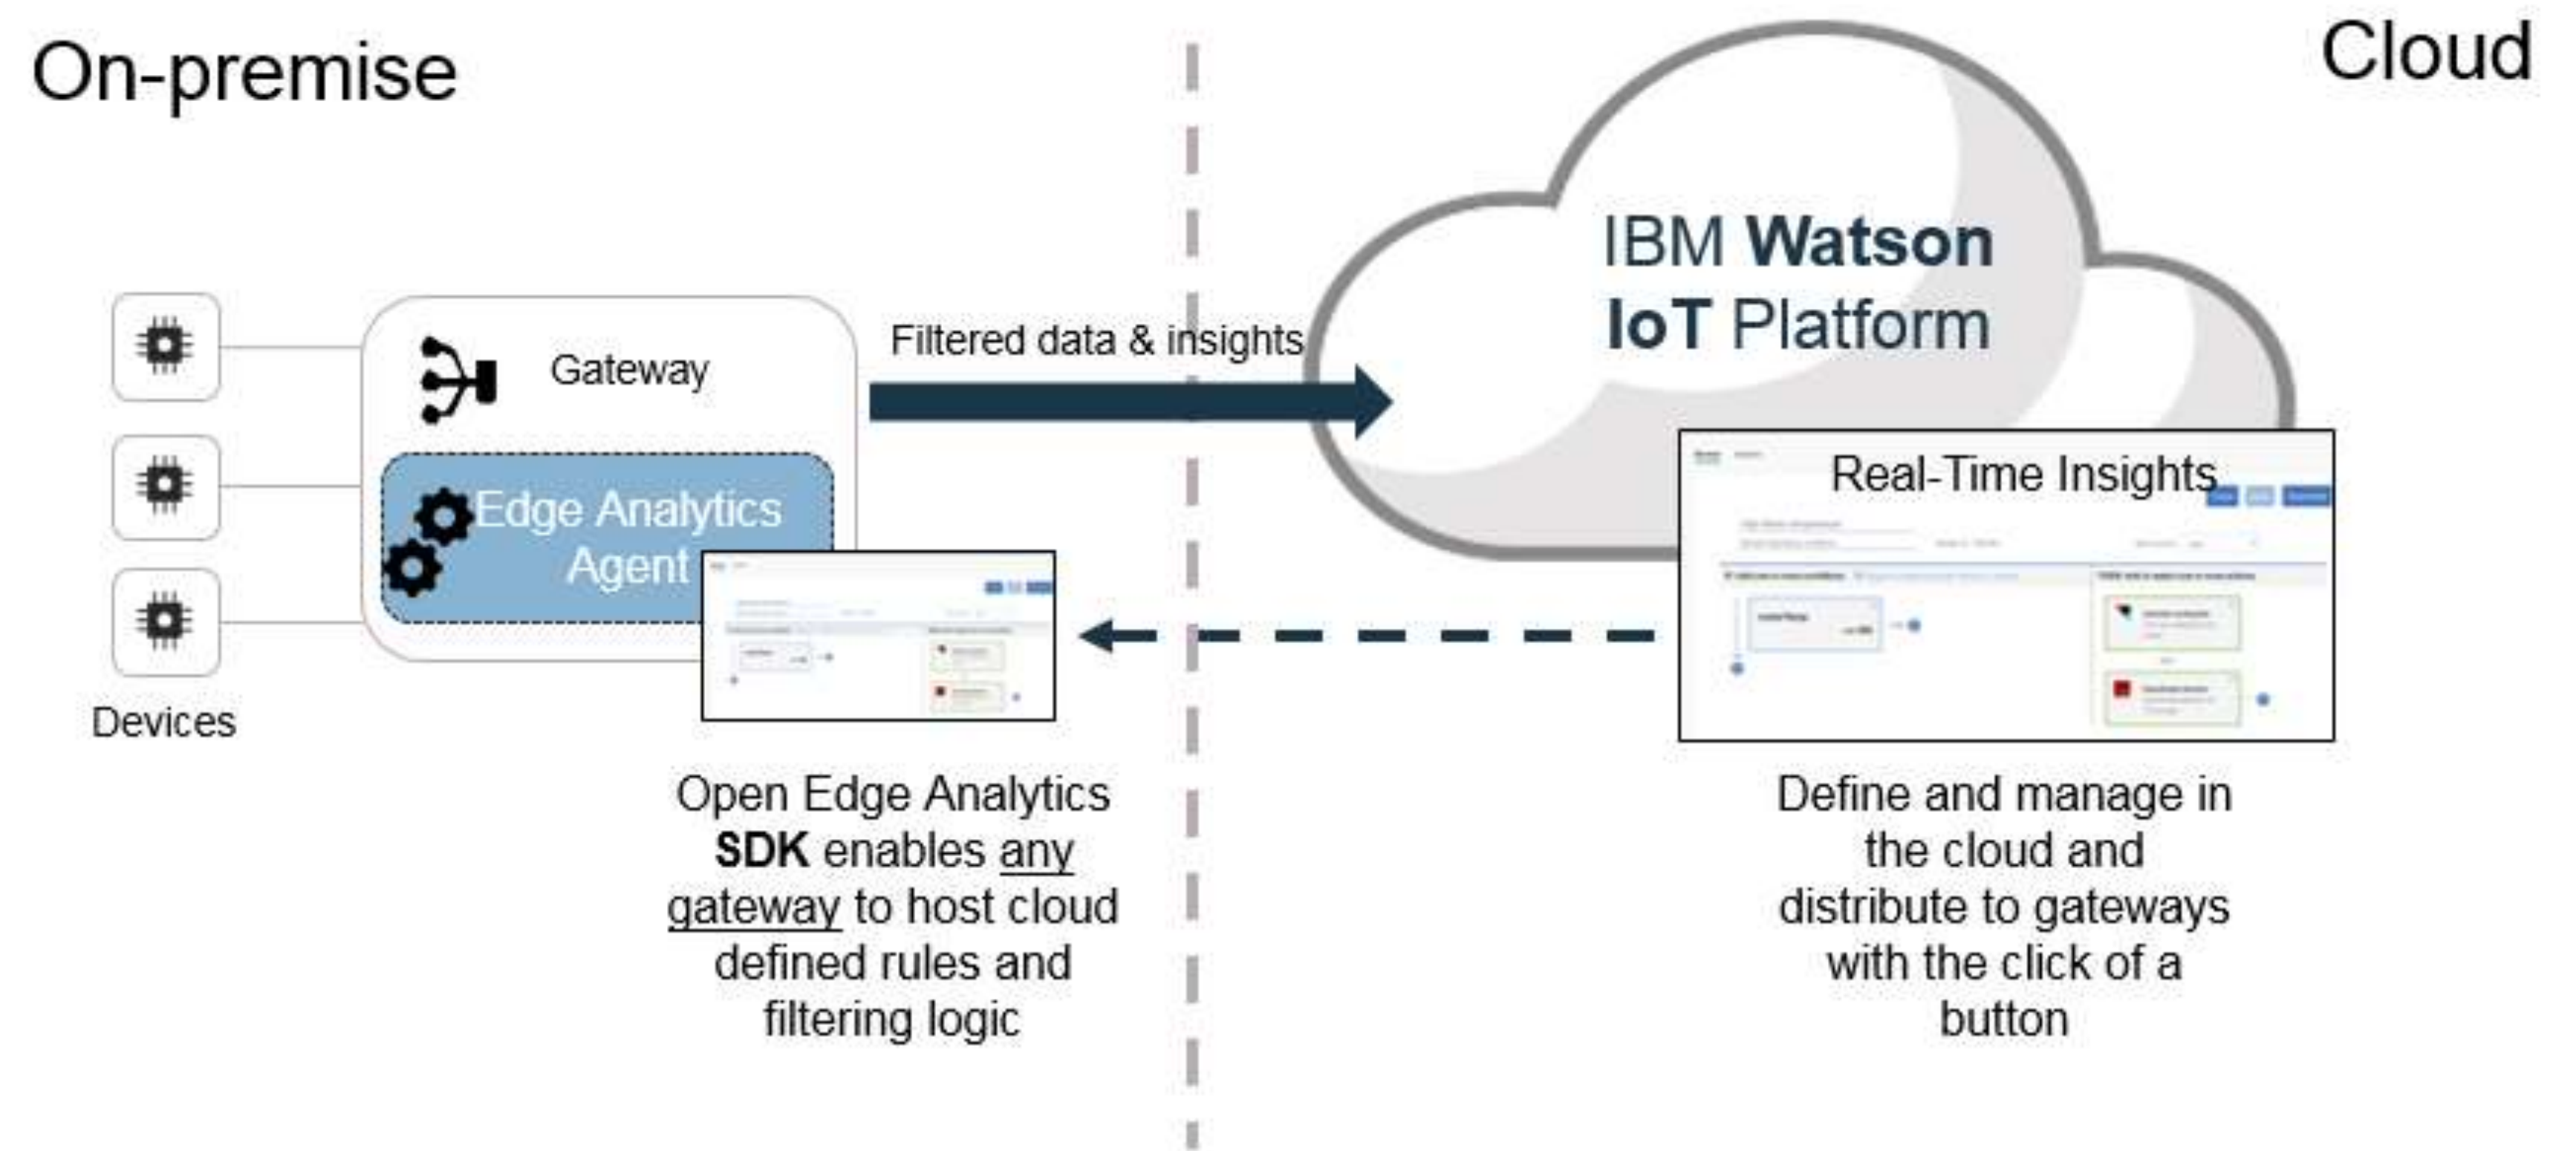 On-premise
Cloud
IBM Watson
IoT Platform
Filtered data & insights
Gateway
Edge Analytics
Agent
Real-Time Insights
Devices
Open Edge Analytics
SDK enables any
gateway to host cloud
defined rules and
filtering logic
Define and manage in
the cloud and
distribute to gateways
with the click of a
button